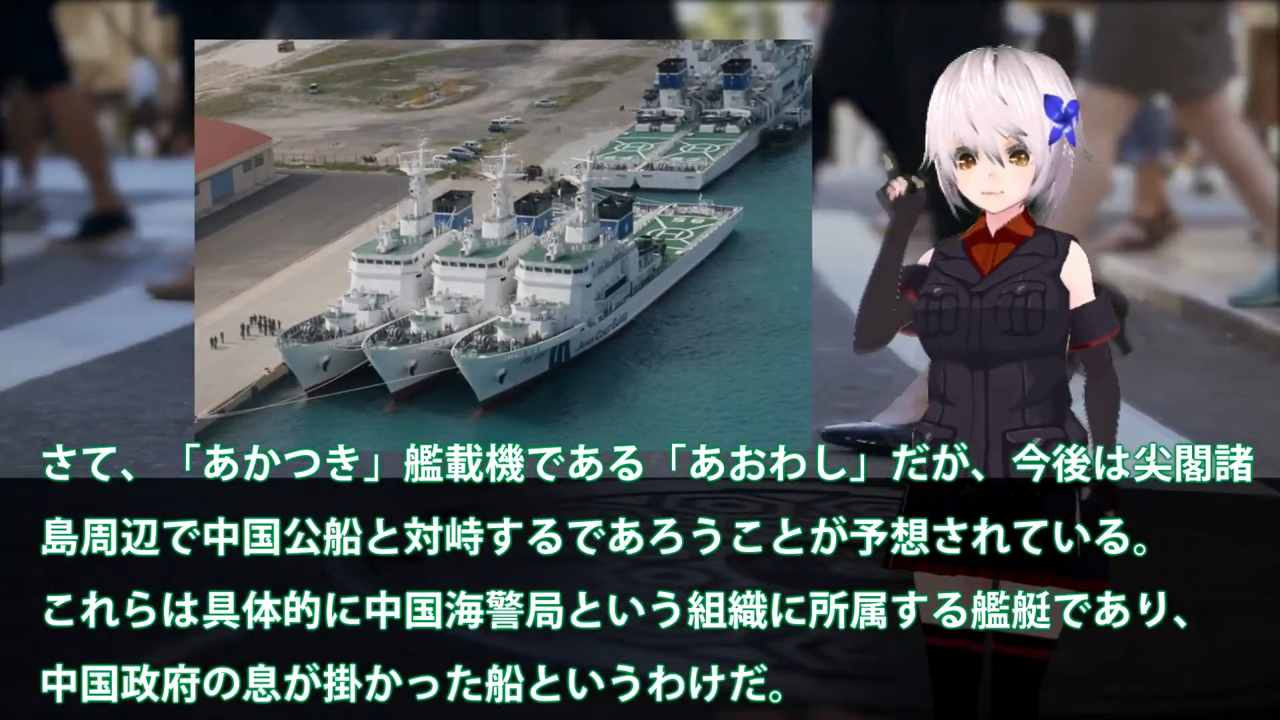 JAPAN COAST GUARD
さて、「あかつき」艦載機である「あおわし」だが、今後は尖閣諸
島周辺で中国公船と対峙するであろうことが予想されている。
これらは具体的に中国海警局という組織に所属する艦艇であり、
中国政府の息が掛かった船というわけだ。